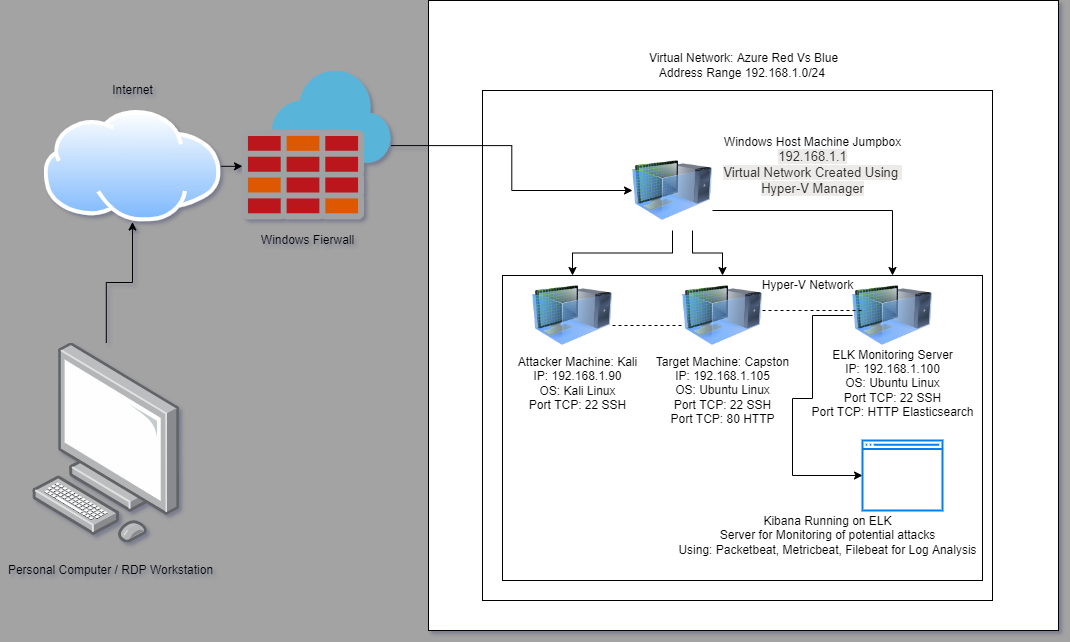 Virtual Network: Azure Red Vs Blue
Address Range 192.168.1.0/24
Internet
Windows Host Machine Jumpbox
192.168.1.1
Virtual Network Created Using
Hyper-V Manager
Windows Fierwall
Hyper-V Network
Attacker Machine: Kali
IP: 192.168.1.90
OS: Kali Linux
Port TCP: 22 SSH
Target Machine: Capston
IP: 192.168.1.105
OS: Ubuntu Linux
Port TCP: 22 SSH
Port TCP: 80 HTTP
ELK Monitoring Server
IP: 192.168.1.100
OS: Ubuntu Linux
Port TCP: 22 SSH
Port TCP: HTTP Elasticsearch
Kibana Running on ELK
Server for Monitoring of potential attacks
Using: Packetbeat, Metricbeat, Filebeat for Log Analysis
Personal Computer / RDP Workstation